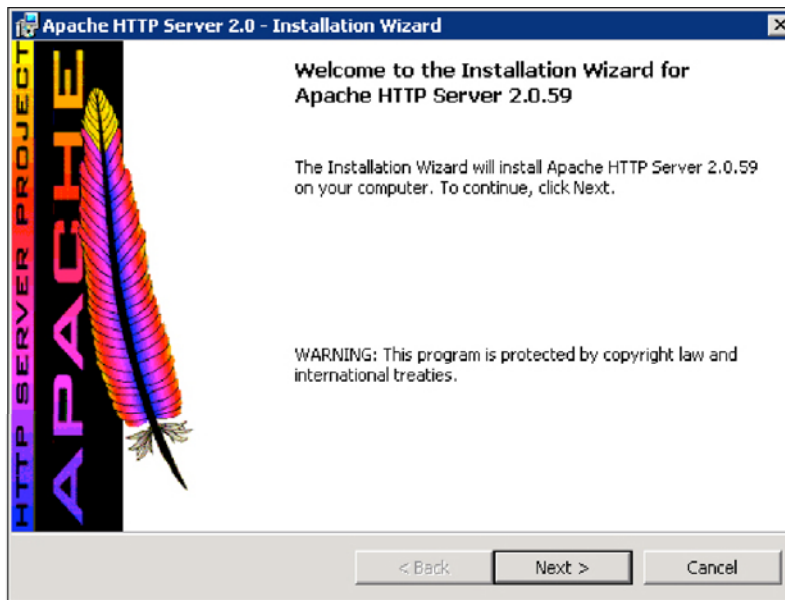 Apache HTTP Server 2.0 - Installation Wizard
HTTP SERVER PROJECT
APACHE
Welcome to the Installation Wizard for
Apache HTTP Server 2.0.59
The Installation Wizard will install Apache HTTP Server 2.0.59
on your computer. To continue, click Next.
WARNING: This program is protected by copyright law and
international treaties.
< Back
Next >
Cancel